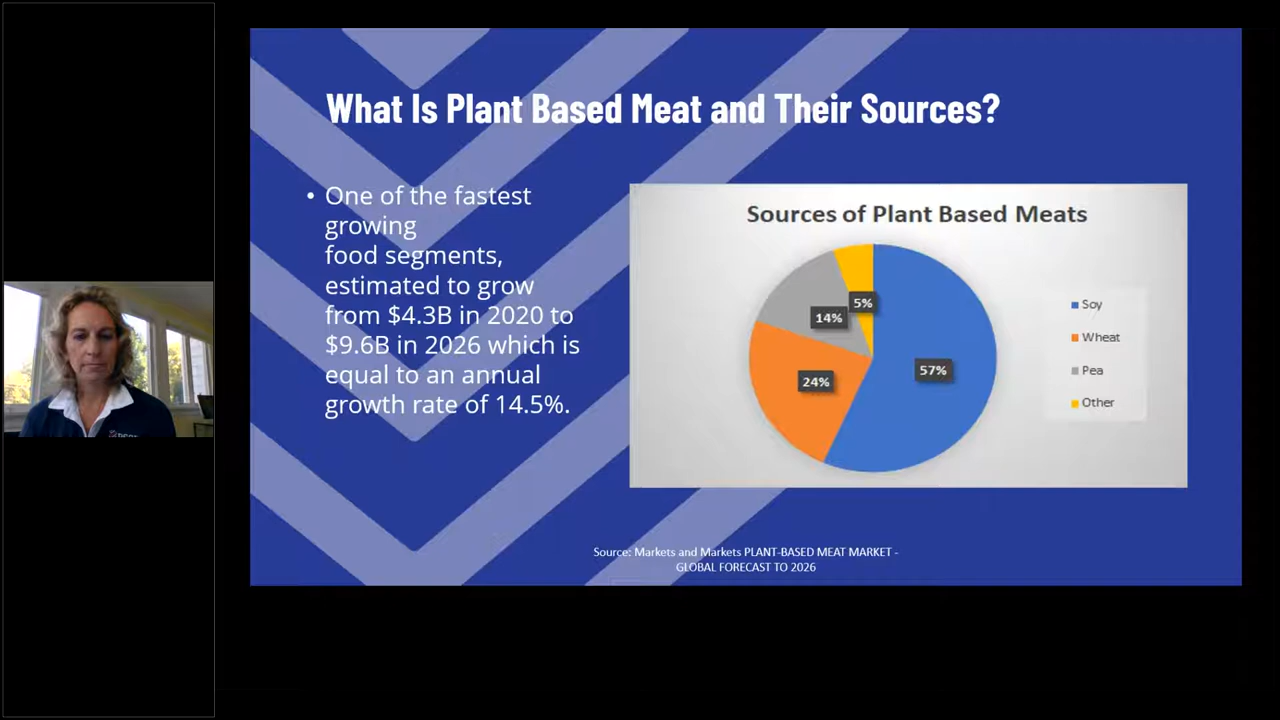 What Is Plant Based Meat and Their Sources?
• One of the fastest
growing
food segments,
estimated to grow
from $4.3B in 2020 to
$9.6B in 2026 which is
equal to an annual
growth rate of 14.5%.
Sources of Plant Based Meats
5%
14%
57%
24%
Soy
Wheat
Pea
Other
Source: Markets and Markets PLANT-BASED MEAT MARKET -
GLOBAL FORECAST TO 2026